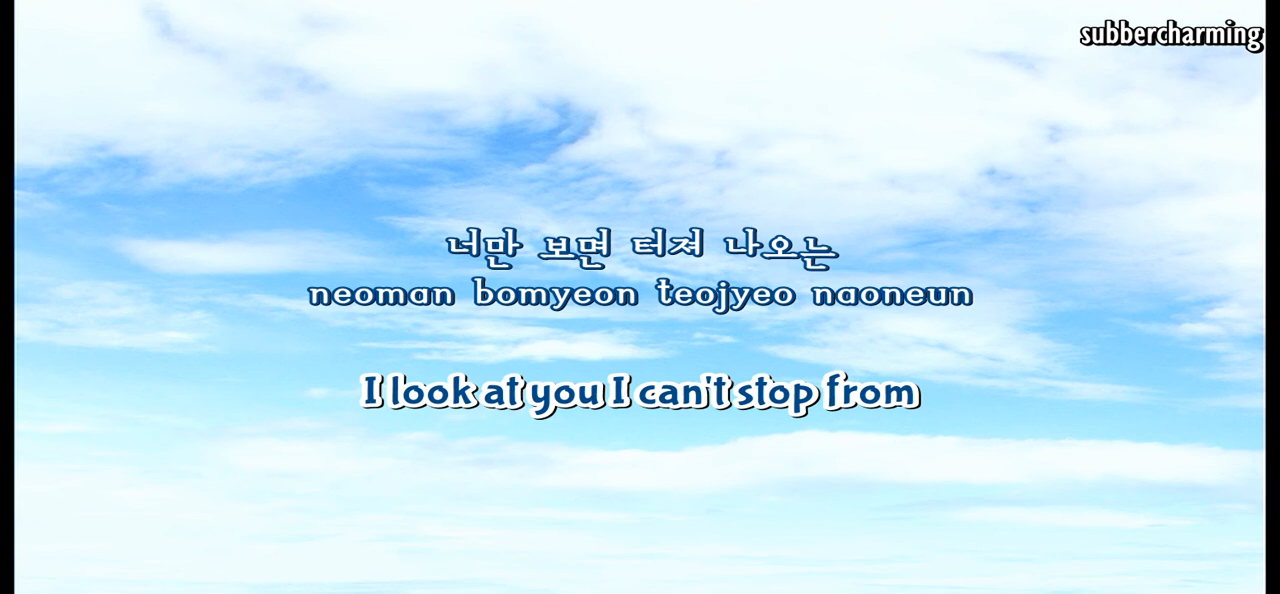 subbercharming
너만 보면 터져 나오는
neoman bomyeon teojyeo naoneun
I look at you I can't stop from